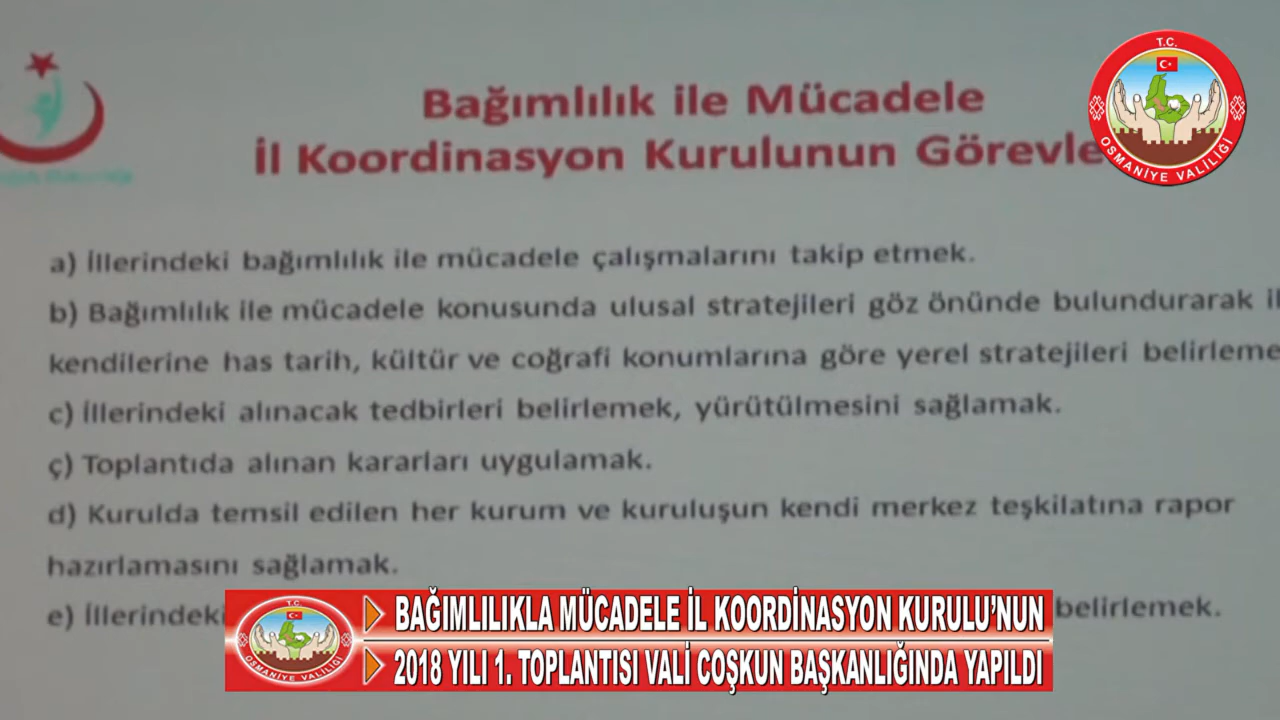 T.C.
OSMANİYE VALİLİĞİ
Bağımlılık ile Mücadele
İl Koordinasyon Kurulunun
a) İllerindeki bağımlılık ile mücadele çalışmalarını takip etmek.
b) Bağımlılık ile mücadele konusunda ulusal stratejileri göz önünde bulundurarak
kendilerine has tarih, kültür ve coğrafi konumlarına göre yerel stratejileri
c) İllerindeki alınacak tedbirleri belirlemek, yürütülmesini sağlamak.
ç) Toplantıda alınan kararları uygulamak.
d) Kurulda temsil edilen her kurum ve kuruluşun kendi merkez teşkilatına rapor
hazırlamasını sağlamak.
e) İllerindeki belirlemek.
T.C.
OSMANİYE VALİLİĞİ
BAĞIMLILIKLA MÜCADELE İL KOORDİNASYON KURULU'NUN
2018 YILI 1. TOPLANTISI VALİ COŞKUN BAŞKANLIĞINDA YAPILDI